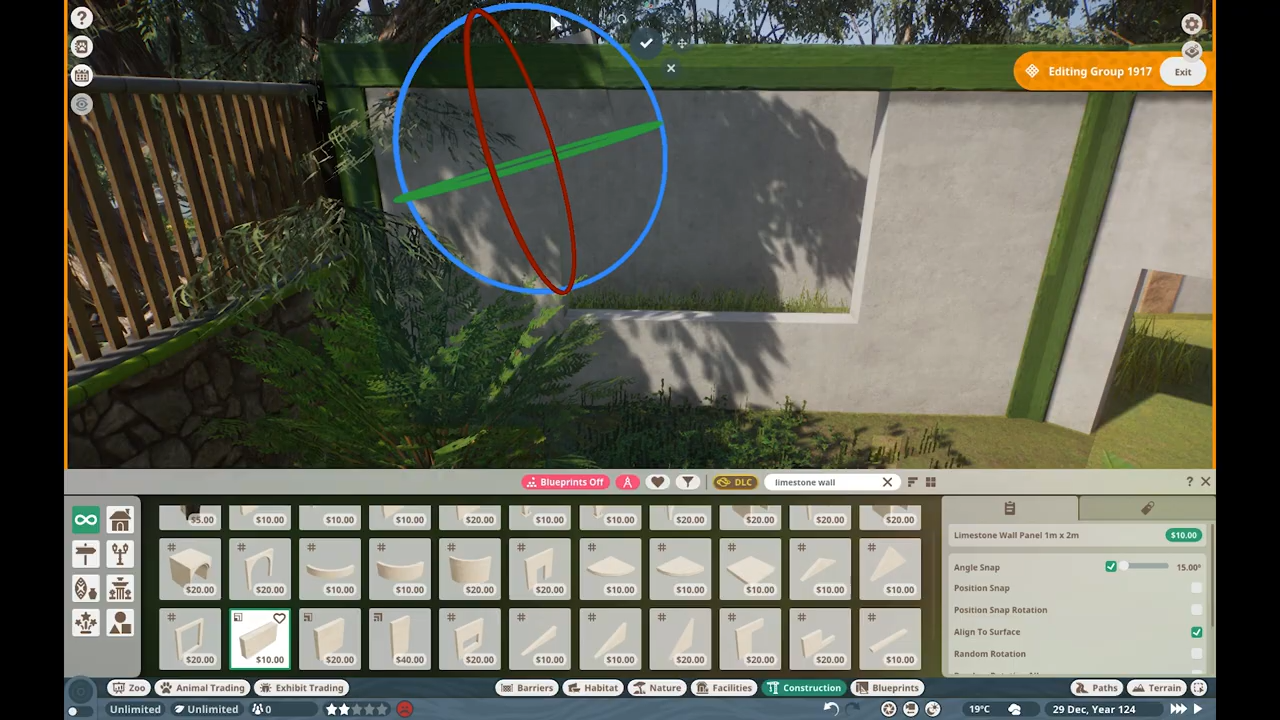 ?
Editing Group 1917
Exit
Blueprints Off
DLC
limestone wall
?
$5.00 $10.00 $10.00 $10.00 $20.00 $10.00 $10.00 $20.00 $20.00 $20.00 $20.00
$20.00 $20.00 $10.00 $10.00 $20.00 $20.00 $10.00 $10.00 $20.00 $10.00 $10.00
$20.00 $10.00 $20.00 $40.00 $20.00 $10.00 $10.00 $20.00 $20.00 $20.00 $10.00
Limestone Wall Panel 1m x 2m $10.00
Angle Snap 15.00°
Position Snap
Position Snap Rotation
Align To Surface
Random Rotation
Zoo Animal Trading Exhibit Trading Barriers Habitat Nature Facilities Construction Blueprints Paths Terrain
Unlimited Unlimited 0 19°C 29 Dec, Year 124